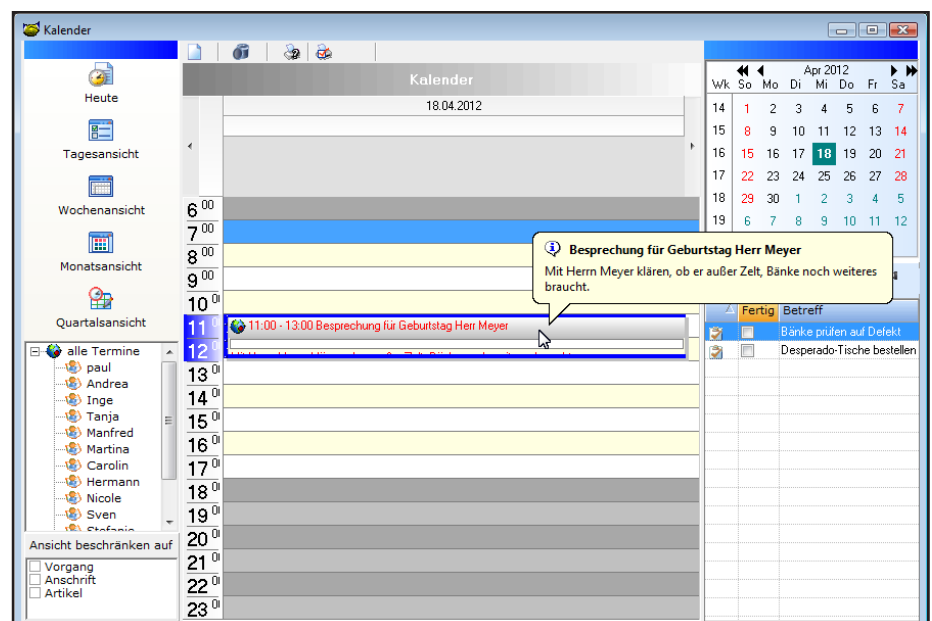 Kalender
Heute
Tagesansicht
Wochenansicht
Monatsansicht
Quartalsansicht
alle Termine
paul
Andrea
Inge
Tanja
Manfred
Martina
Carolin
Hermann
Nicole
Sven
Stefanie
Ansicht beschränken auf
Vorgang
Anschrift
Artikel
Kalender
18.04.2012
6 00
7 00
8 00
9 00
10
11
11:00 - 13:00 Besprechung für Geburtstag Herr Meyer
12
13
14
15
16
17
18
19
20
21
22
23
Besprechung für Geburtstag Herr Meyer
Mit Herrn Meyer klären, ob er außer Zelt, Bänke noch weiteres
braucht.
Apr 2012
Wk So Mo Di Mi Do Fr Sa
14 1 2 3 4 5 6 7
15 8 9 10 11 12 13 14
16 15 16 17 18 19 20 21
17 22 23 24 25 26 27 28
18 29 30 1 2 3 4 5
19 6 7 8 9 10 11 12
Fertig Betreff
Bänke prüfen auf Defekt
Desperado-Tische bestellen